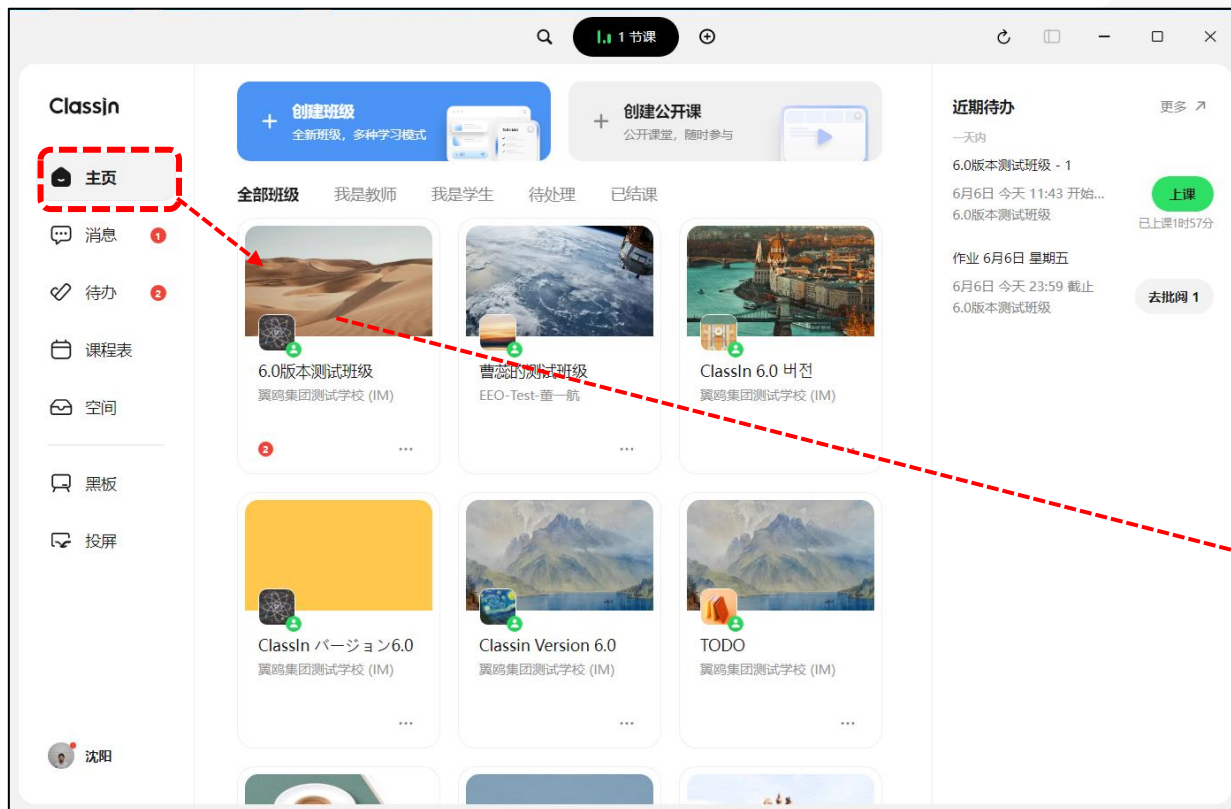 1 节课
ClassIn
主页
消息 1
待办 2
课程表
空间
黑板
投屏
沈阳
创建班级
全新班级，多种学习模式
创建公开课
公开课堂，随时参与
全部班级 我是教师 我是学生 待处理 已结课
6.0版本测试班级
翼鸥集团测试学校 (IM)
2
曹蕊的测试班级
EEO-Test-董一航
ClassIn 6.0 버전
翼鸥集团测试学校 (IM)
ClassIn バージョン6.0
翼鸥集团测试学校 (IM)
Classin Version 6.0
翼鸥集团测试学校 (IM)
TODO
翼鸥集团测试学校 (IM)
近期待办 更多
一天内
6.0版本测试班级 - 1
6月6日 今天 11:43 开始...
6.0版本测试班级
上课
已上课1时57分
作业 6月6日 星期五
6月6日 今天 23:59 截止
6.0版本测试班级
去批阅 1